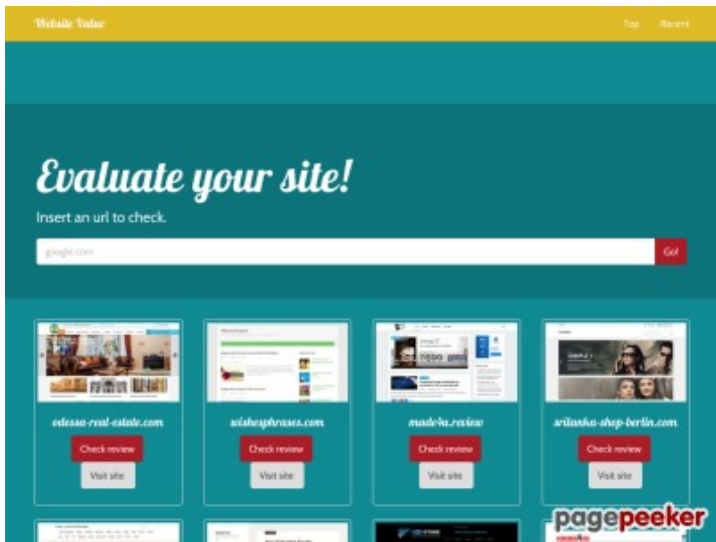 Website Value
Top Recent
Evaluate your site!
Insert an url to check.
google.com
Go!
odessa-real-estate.com
wishesphrases.com
made4u.review
srilanka-shop-berlin.com
Check review
Check review
Check review
Check review
Visit site
Visit site
Visit site
Visit site
pagepeeker